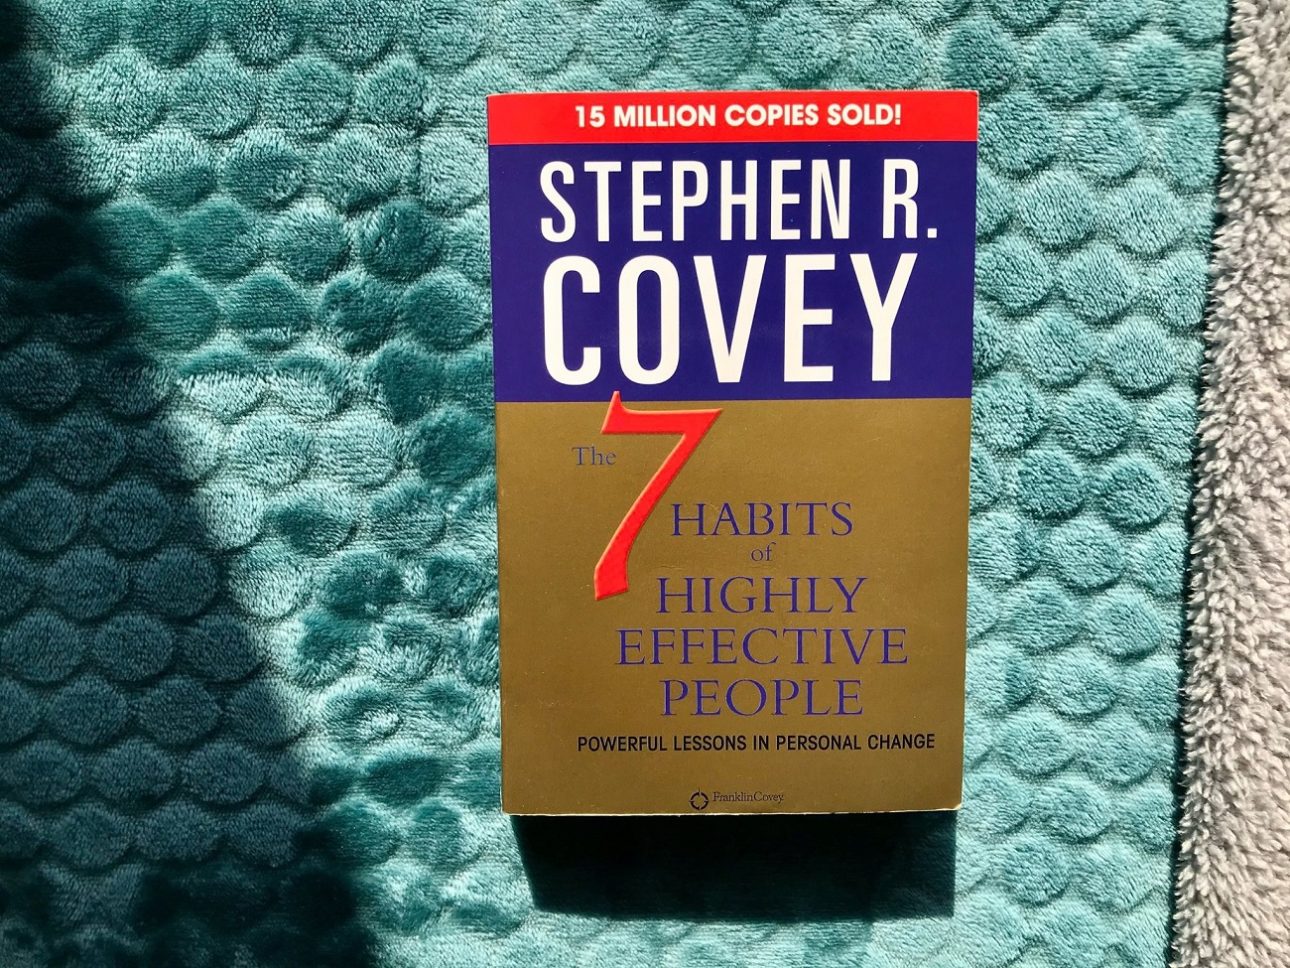 15 MILLION COPIES SOLD!
STEPHEN R.
COVEY
The 7
HABITS
of
HIGHLY
EFFECTIVE
PEOPLE
POWERFUL LESSONS IN PERSONAL CHANGE
FranklinCovey